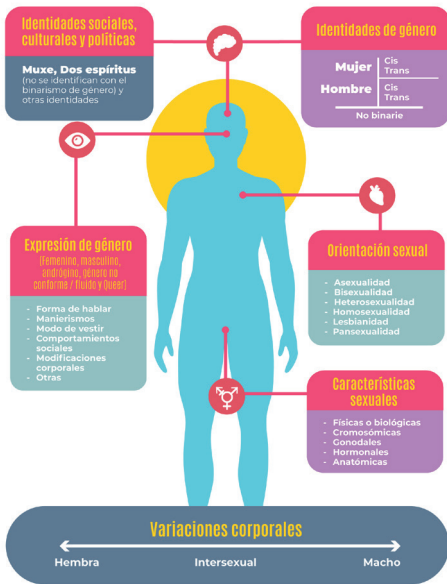 Identidades sociales,
culturales y políticas
Muxe, Dos espíritus
(no se identifican con el
binarismo de género) y
otras identidades
Identidades de género
Mujer
Cis
Trans
Hombre
Cis
Trans
No binarie
Expresión de género
(Femenino, masculino,
andrógino, género no
conforme / fluido y Queer)
- Forma de hablar
- Manierismos
- Modo de vestir
- Comportamientos
sociales
- Modificaciones
corporales
- Otras
Orientación sexual
- Asexualidad
- Bisexualidad
- Heterosexualidad
- Homosexualidad
- Lesbianidad
- Pansexualidad
Características
sexuales
- Físicas o biológicas
- Cromosómicas
- Gonodales
- Hormonales
- Anatómicas
Variaciones corporales
Hembra
Intersexual
Macho